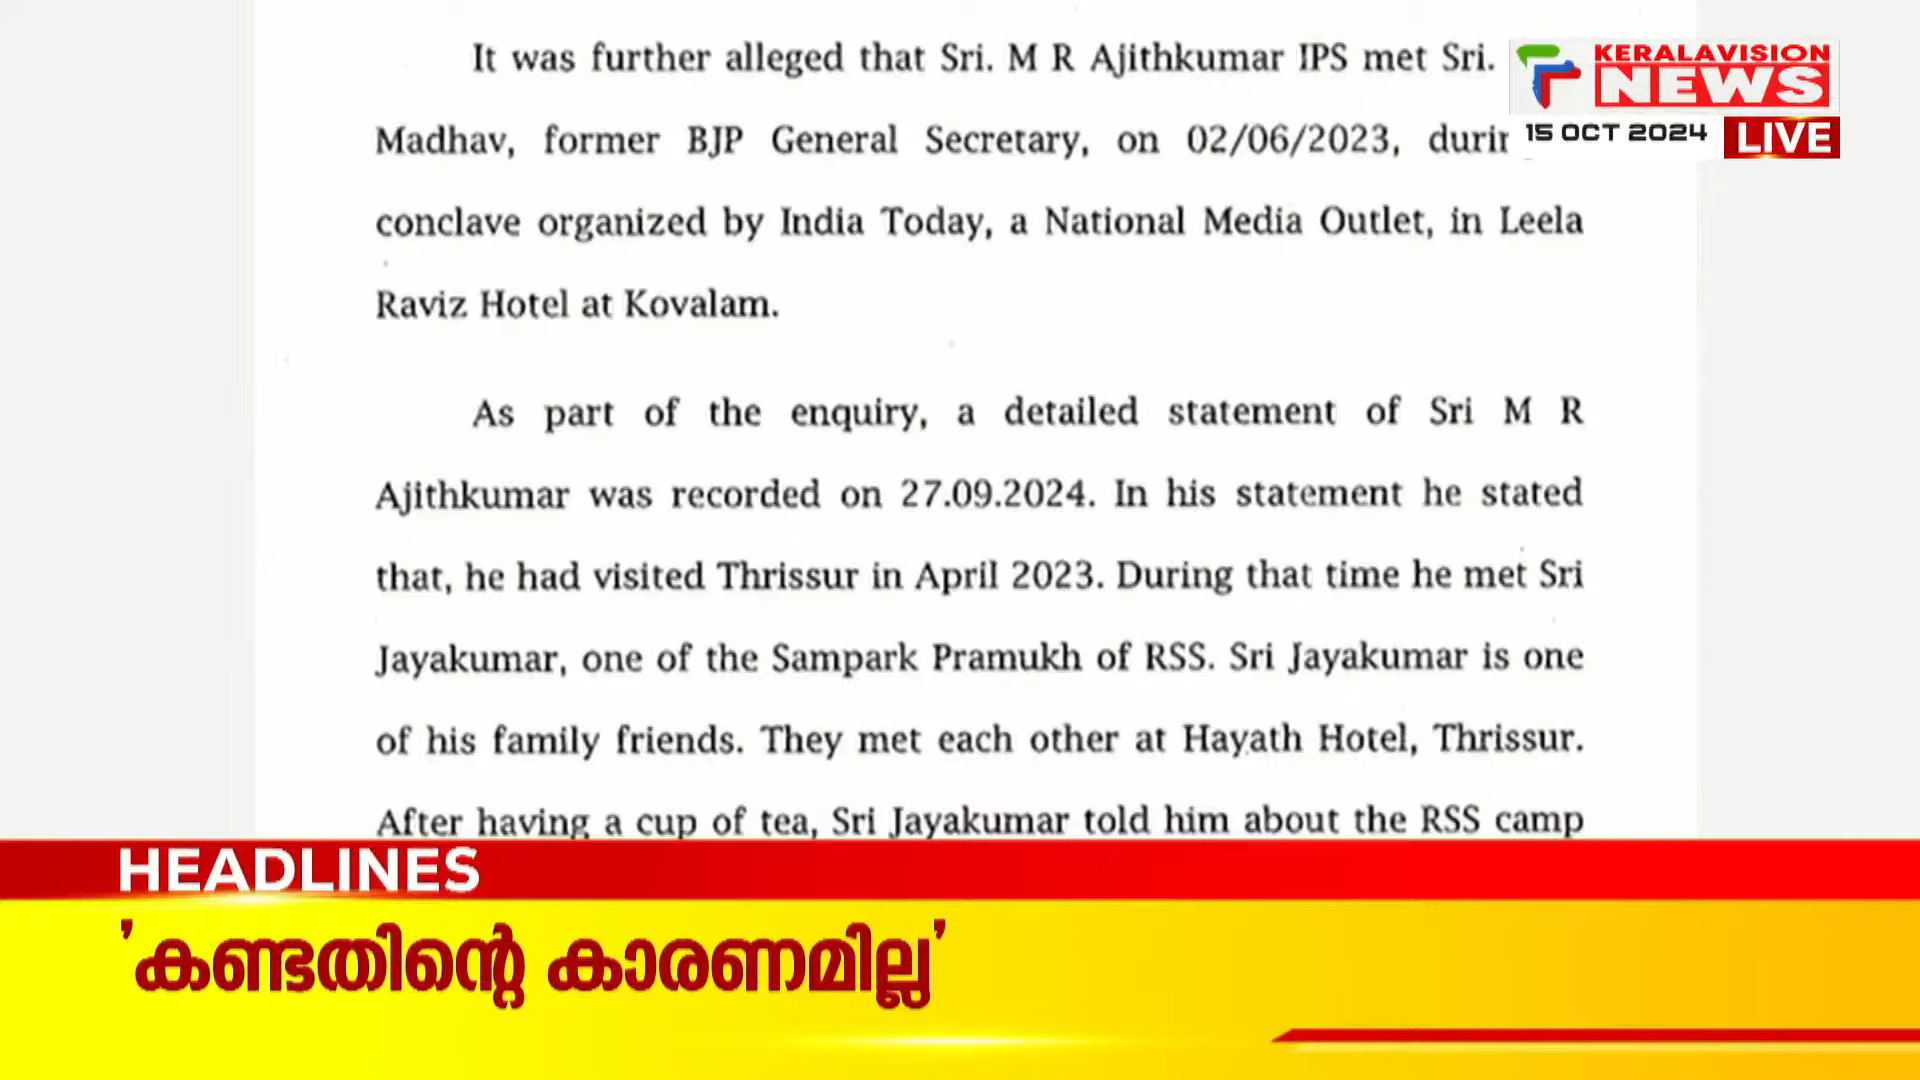 It was further alleged that Sri. M R Ajithkumar IPS met Sri.
Madhav, former BJP General Secretary, on 02/06/2023,
conclave organized by India Today, a National Media Outlet, in Leela
Raviz Hotel at Kovalam.
As part of the enquiry, a detailed statement of Sri M R
Ajithkumar was recorded on 27.09.2024. In his statement he stated
that, he had visited Thrissur in April 2023. During that time he met Sri
Jayakumar, one of the Sampark Pramukh of RSS. Sri Jayakumar is one
of his family friends. They met each other at Hayath Hotel, Thrissur.
After having a cup of tea, Sri Jayakumar told him about the RSS camp
KERALAVISION
NEWS
15 OCT 2024 LIVE
HEADLINES
'കണ്ടതിന്റെ കാരണമില്ല'